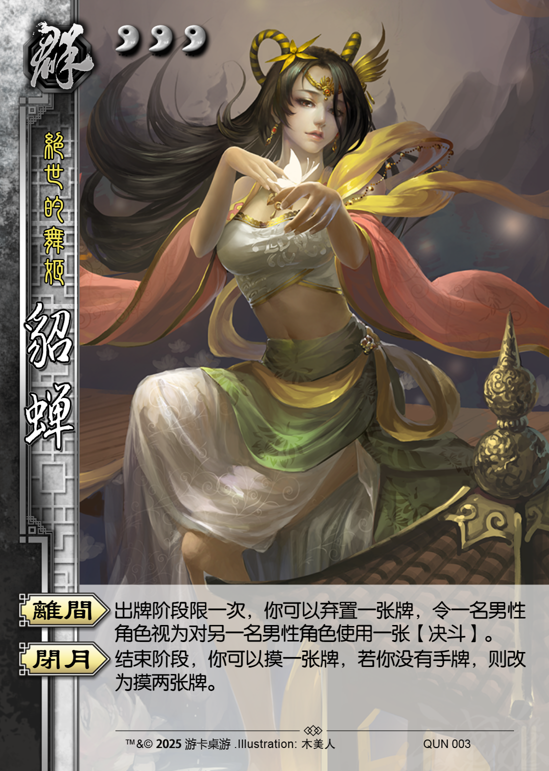 群
絕世的舞姬
貂蟬
離間
出牌阶段限一次，你可以弃置一张牌，令一名男性
角色视为对另一名男性角色使用一张【决斗】。
閉月
结束阶段，你可以摸一张牌，若你没有手牌，则改
为摸两张牌。
™&© 2025 游卡桌游 .Illustration: 木美人
QUN 003